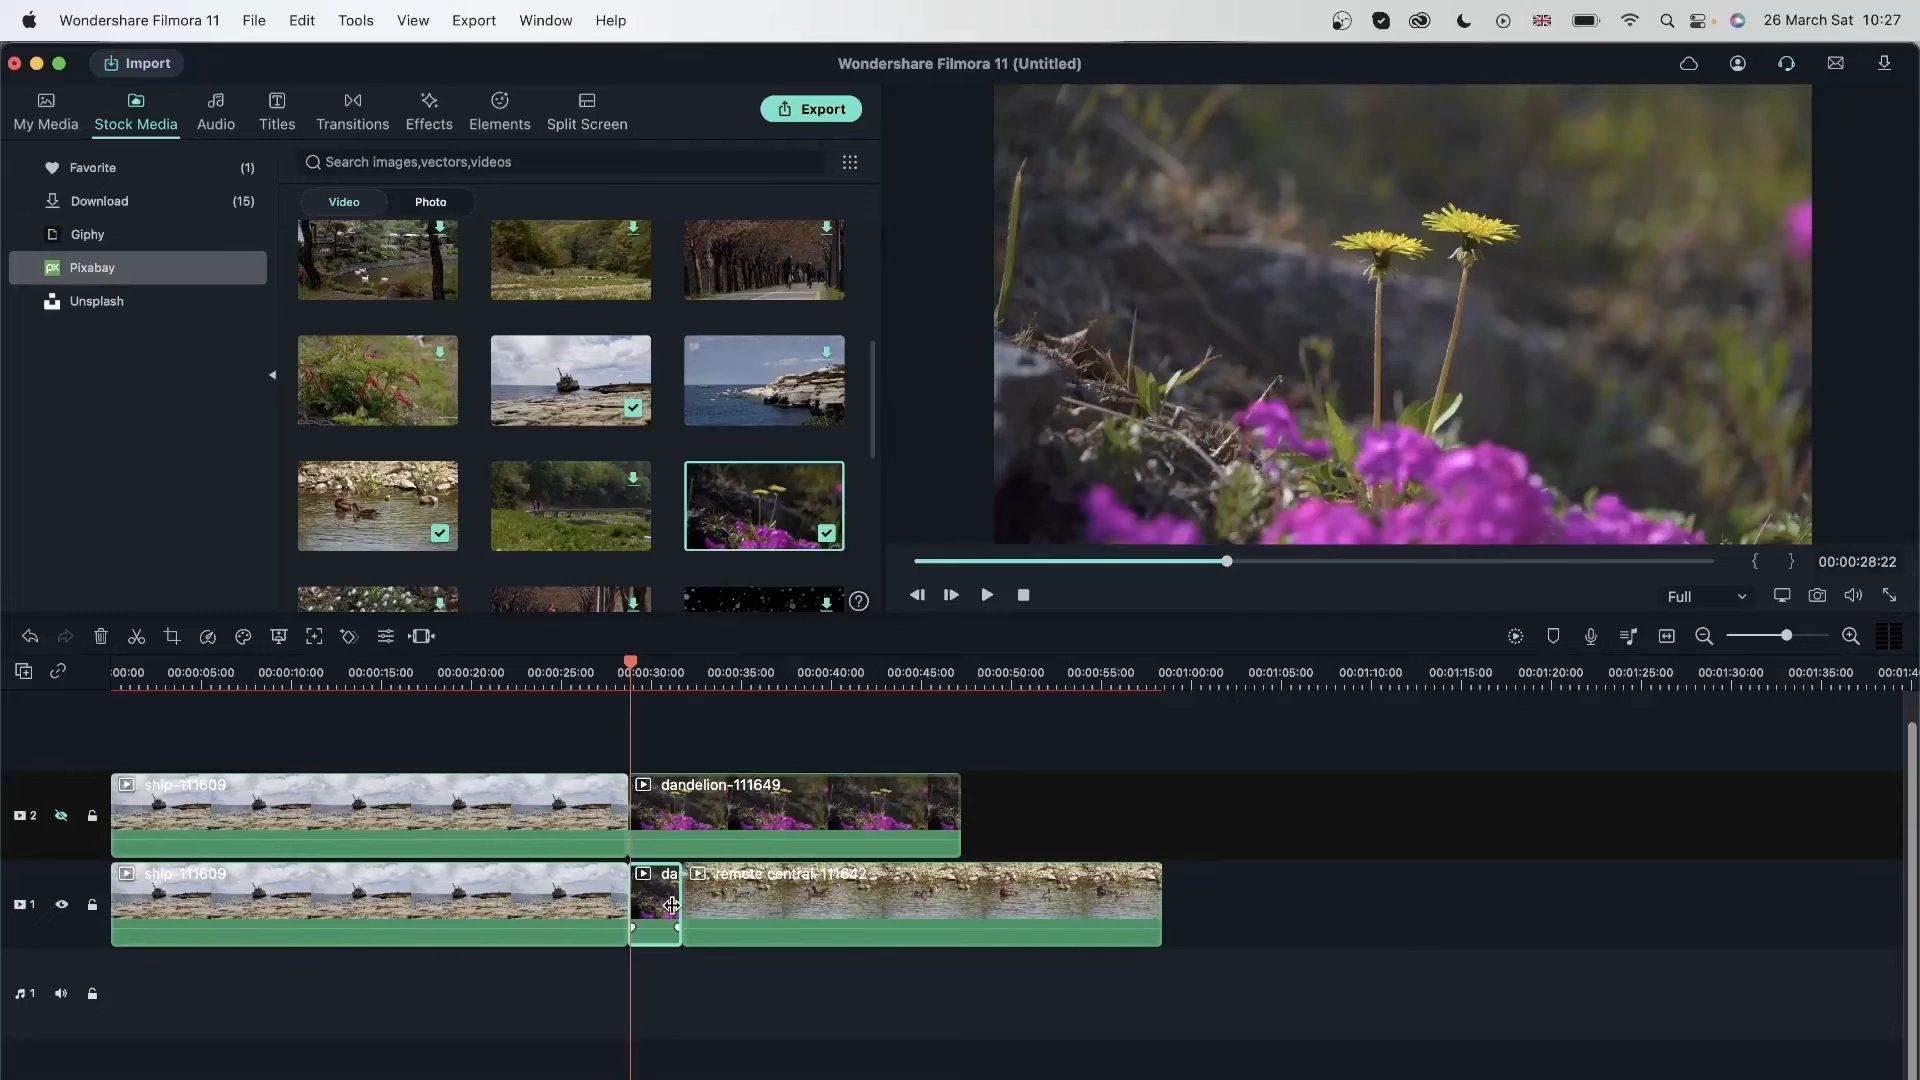 Wondershare Filmora 11 File Edit Tools View Export Window Help 26 March Sat 10:27
Import Wondershare Filmora 11 (Untitled)
My Media Stock Media Audio Titles Transitions Effects Elements Split Screen Export
Favorite (1)
Download (15)
Giphy
Pixabay
Unsplash
Search images,vectors,videos
Video Photo
00:00:28:22
Full
:00:00 00:00:05:00 00:00:10:00 00:00:15:00 00:00:20:00 00:00:25:00 00:00:30:00 00:00:35:00 00:00:40:00 00:00:45:00 00:00:50:00 00:00:55:00 00:01:00:00 00:01:05:00 00:01:10:00 00:01:15:00 00:01:20:00 00:01:25:00 00:01:30:00 00:01:35:00 00:01:4
2 ship-111609 dandelion-111649
1 ship-111609 da remote central-111642
1